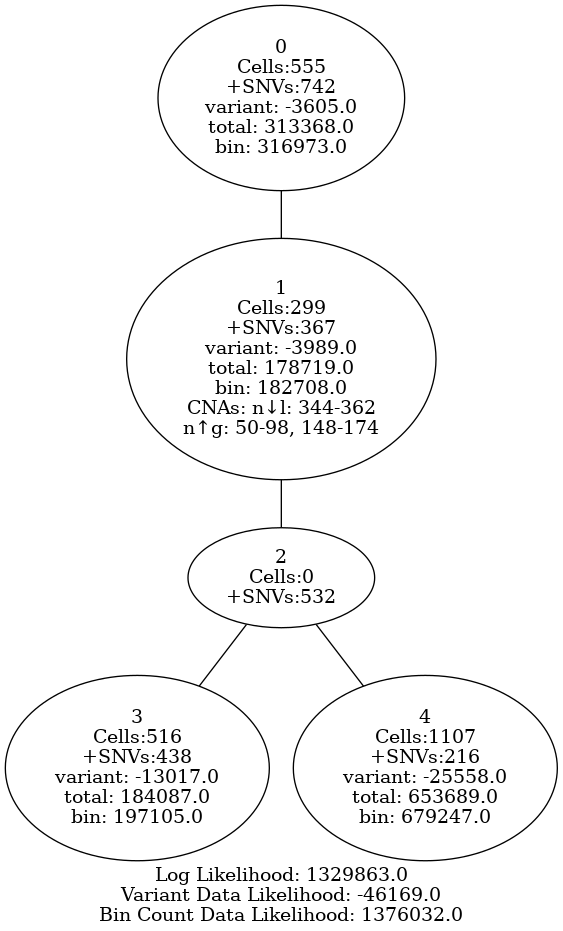 0
Cells:555
+SNVs:742
variant: -3605.0
total: 313368.0
bin: 316973.0
1
Cells:299
+SNVs:367
variant: -3989.0
total: 178719.0
bin: 182708.0
CNAs: n↓l: 344-362
n↑g: 50-98, 148-174
2
Cells:0
+SNVs:532
3
Cells:516
+SNVs:438
variant: -13017.0
total: 184087.0
bin: 197105.0
4
Cells:1107
+SNVs:216
variant: -25558.0
total: 653689.0
bin: 679247.0
Log Likelihood: 1329863.0
Variant Data Likelihood: -46169.0
Bin Count Data Likelihood: 1376032.0